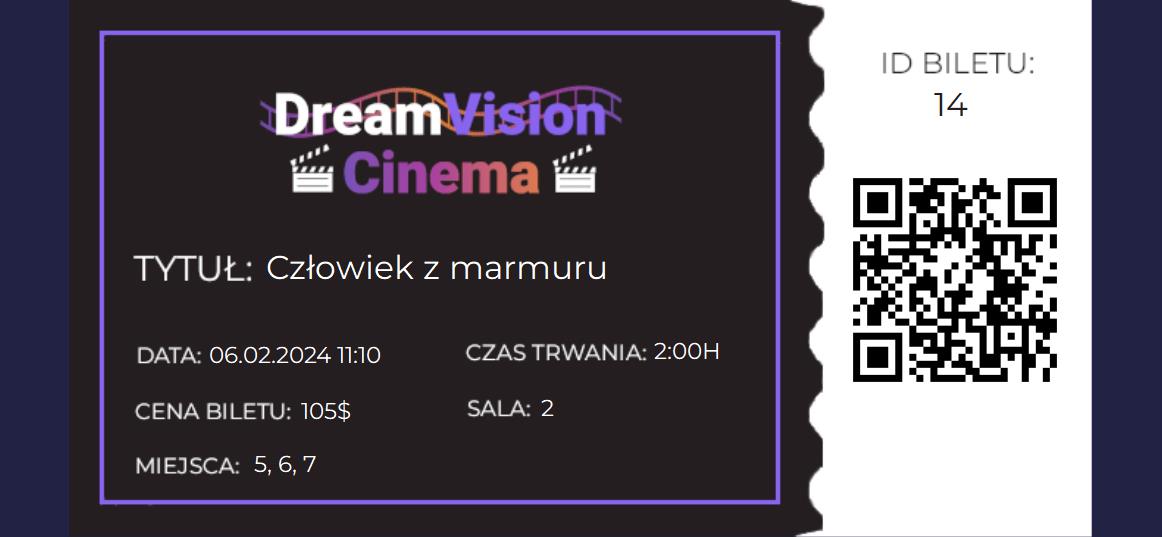 DreamVision
Cinema
TYTUŁ: Człowiek z marmuru
DATA: 06.02.2024 11:10
CZAS TRWANIA: 2:00H
CENA BILETU: 105$
SALA: 2
MIEJSCA: 5, 6, 7
ID BILETU:
14